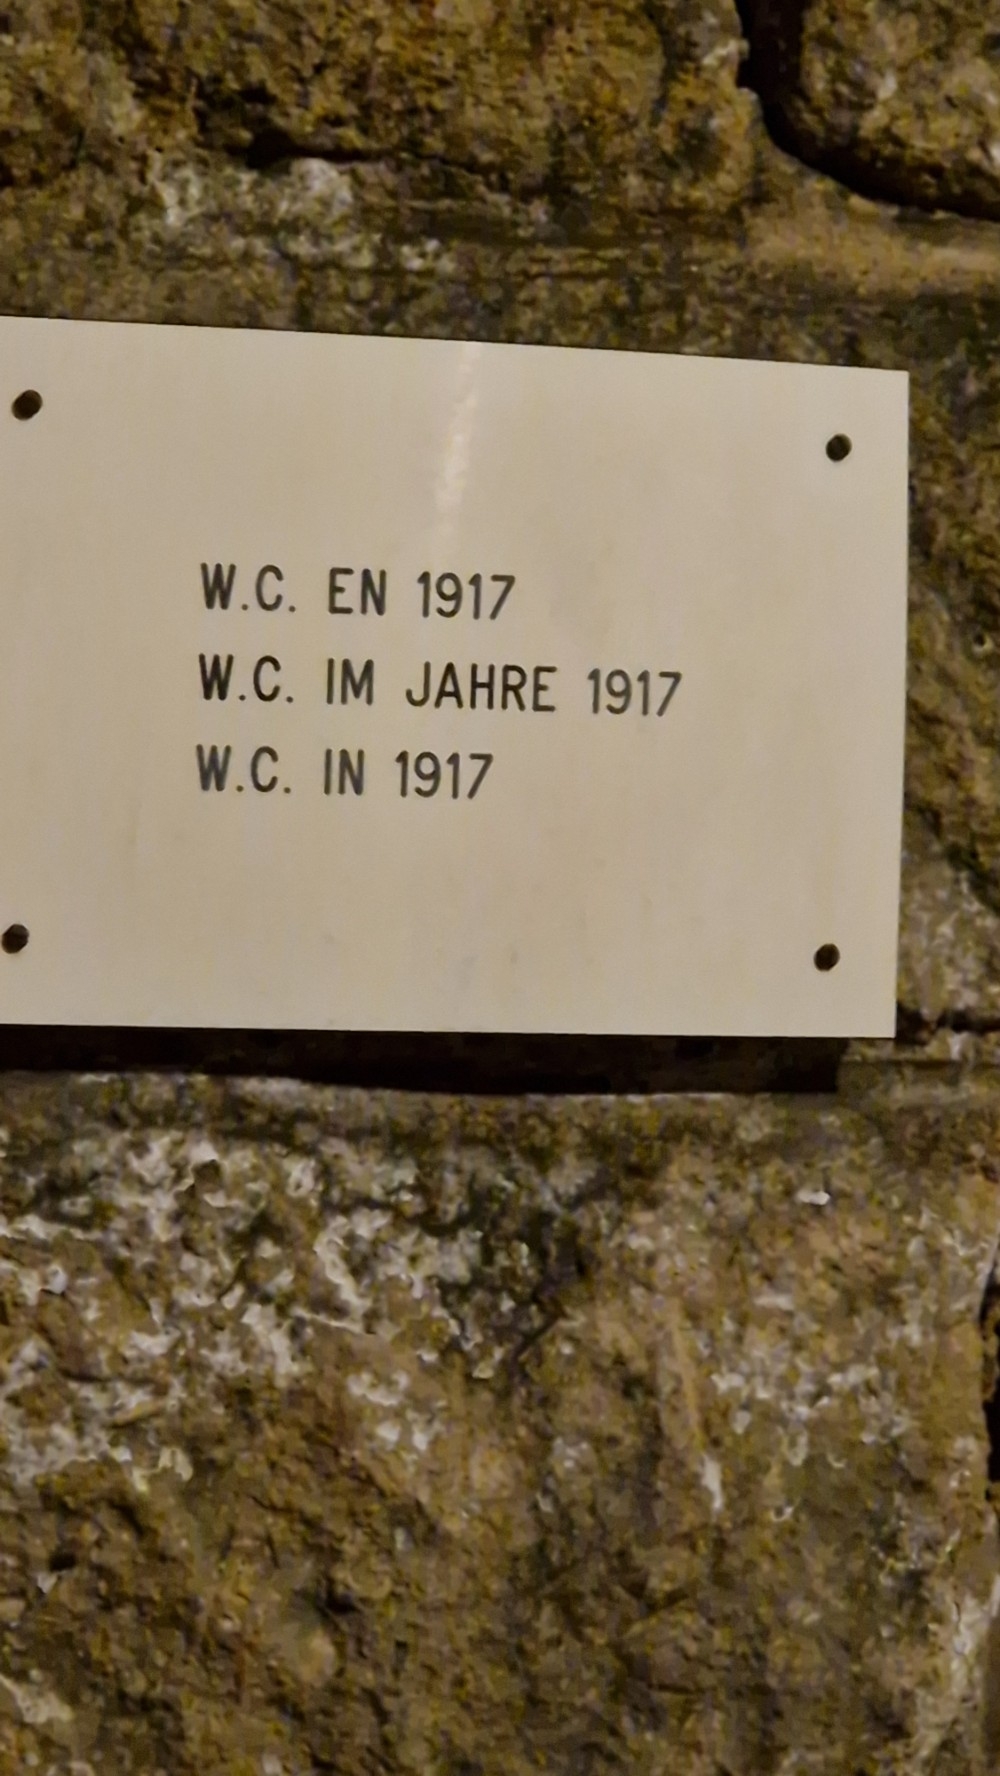 W.C. EN 1917
W.C. IM JAHRE 1917
W.C. IN 1917